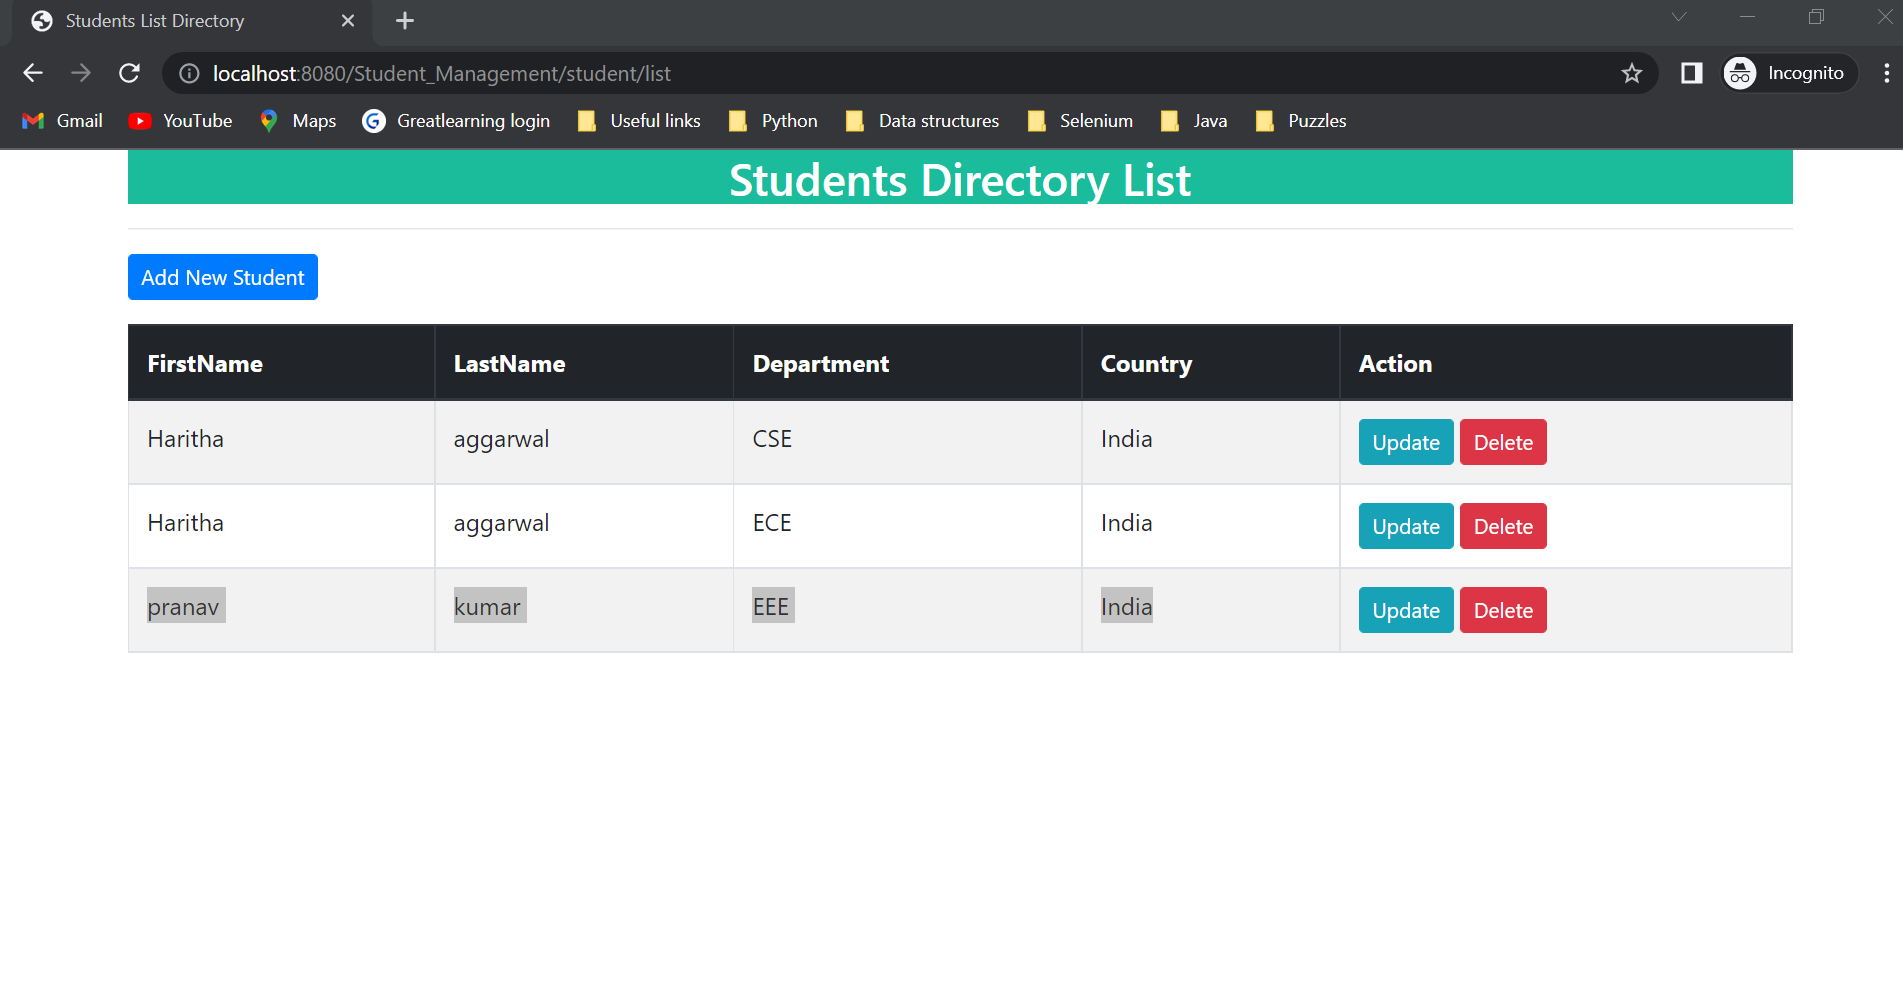 Students List Directory
localhost:8080/Student_Management/student/list
Incognito
Gmail YouTube Maps Greatlearning login Useful links Python Data structures Selenium Java Puzzles
Students Directory List
Add New Student
FirstName LastName Department Country Action
Haritha aggarwal CSE India Update Delete
Haritha aggarwal ECE India Update Delete
pranav kumar EEE India Update Delete